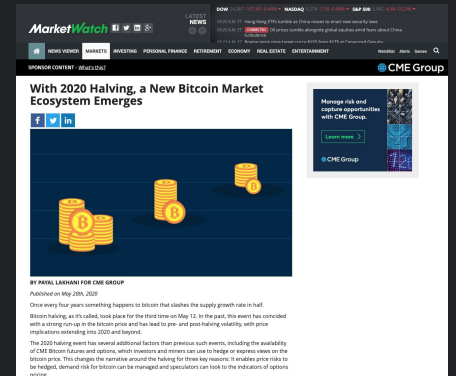 MarketWatch
LATEST
NEWS
DOW
NASDAQ
S&P 500
Hong Kong ETFs tumble as China moves to enact new security laws
CORRECTED Oil prices tumble alongside global equities amid fears about China
turbulence
NEWS VIEWER MARKETS INVESTING PERSONAL FINANCE RETIREMENT ECONOMY REAL ESTATE ENTERTAINMENT
Watchlist Alerts Games
SPONSOR CONTENT - What's this?
CME Group
With 2020 Halving, a New Bitcoin Market
Ecosystem Emerges
Manage risk and
capture opportunities
with CME Group.
Learn more
CME Group
BY PAYAL LAKHANI FOR CME GROUP
Published on May 20th, 2020
Once every four years something happens to bitcoin that slashes the supply growth rate in half.
Bitcoin halving, as it's called, took place for the third time on May 12. In the past, this event has coincided
with a strong run-up in the bitcoin price and has lead to pre- and post-halving volatility, with price
implications extending into 2020 and beyond.
The 2020 halving event has several additional factors than previous such events, including the availability
of CME Bitcoin futures and options, which investors and miners can use to hedge or express views on the
bitcoin price. This changes the narrative around the halving for three key reasons: It enables price risks to
be hedged, demand risk for bitcoin can be managed and speculators can look to the indicators of options
pricing